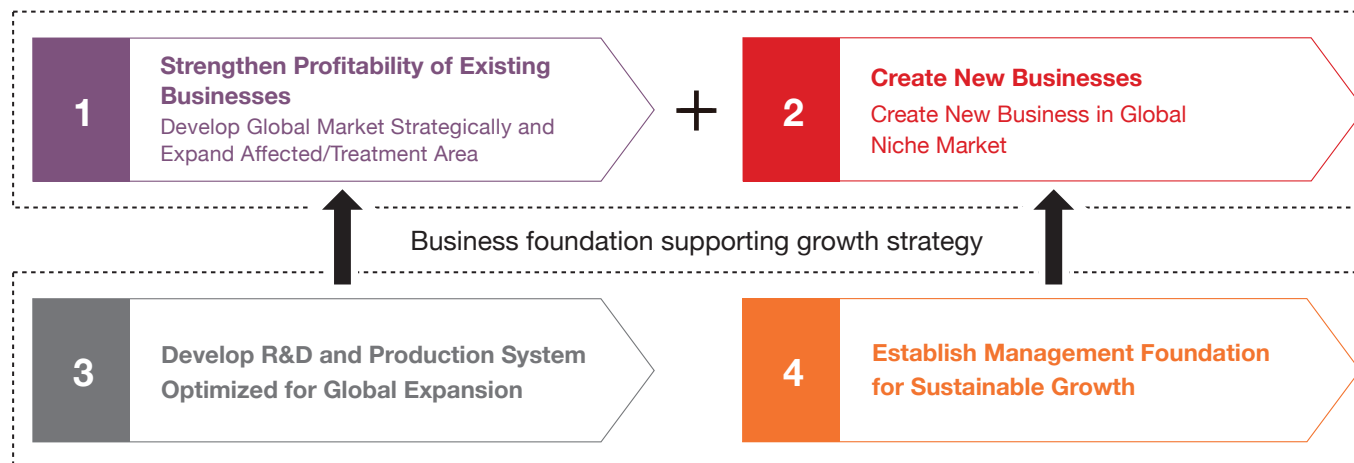 1
Strengthen Profitability of Existing
Businesses
Develop Global Market Strategically and
Expand Affected/Treatment Area
+
2
Create New Businesses
Create New Business in Global
Niche Market
Business foundation supporting growth strategy
3
Develop R&D and Production System
Optimized for Global Expansion
4
Establish Management Foundation
for Sustainable Growth